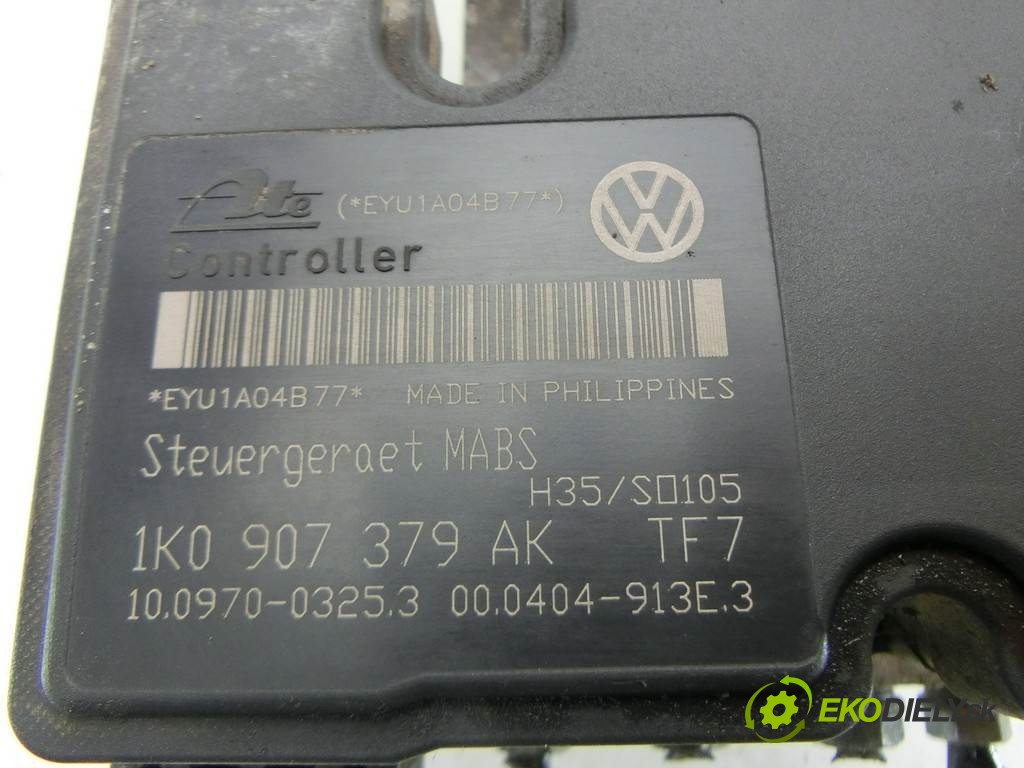 Ate (*EYU1A04B77*)
Controller
*EYU1A04B77* MADE IN PHILIPPINES
Steuergeraet MABS
H35/S□105
1K0 907 379 AK TF7
10.0970-0325.3 00.0404-913E.3
EKODIELY.sk